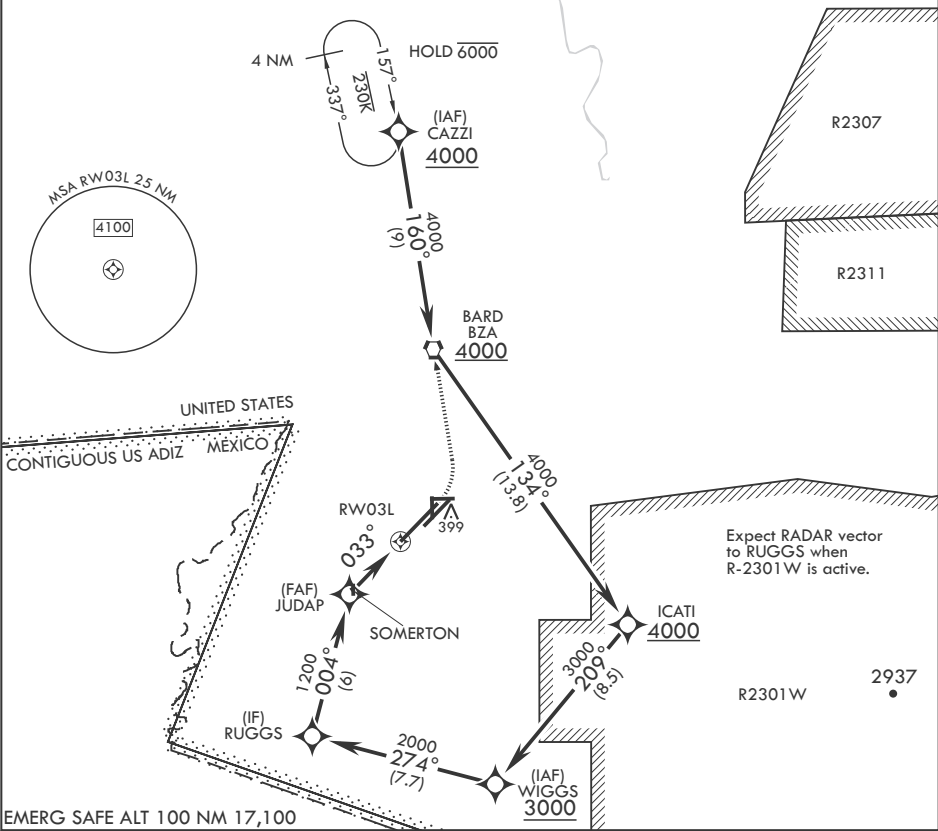 4 NM
HOLD 6000
157°
230K
337°
(IAF)
CAZZI
4000
R2307
MSA RW03L 25 NM
4100
4000
160°
(9)
R2311
BARD
BZA
4000
UNITED STATES
MEXICO
CONTIGUOUS US ADIZ
4000
134°
(13.8)
RW03L
399
033°
Expect RADAR vector
to RUGGS when
R-2301W is active.
(FAF)
JUDAP
SOMERTON
ICATI
4000
3000
209°
(8.5)
1200
004°
(6)
2937
R2301W
(IF)
RUGGS
2000
274°
(7.7)
(IAF)
WIGGS
3000
EMERG SAFE ALT 100 NM 17,100